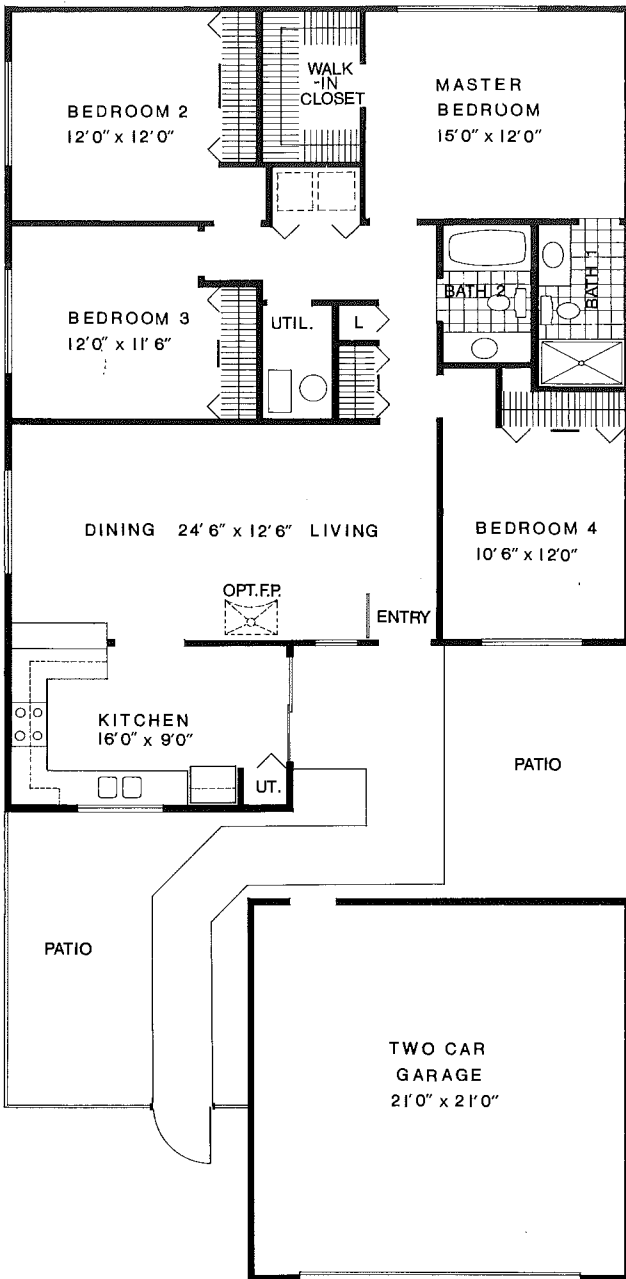 WALK
-IN
CLOSET
MASTER
BEDROOM
15'0" x 12'0"
BEDROOM 2
12'0" x 12'0"
BATH 1
BATH 2
BEDROOM 3
12'0" x 11'6"
UTIL.
L
DINING 24'6" x 12'6" LIVING
BEDROOM 4
10'6" x 12'0"
OPT.F.P.
ENTRY
KITCHEN
16'0" x 9'0"
UT.
PATIO
PATIO
TWO CAR
GARAGE
21'0" x 21'0"